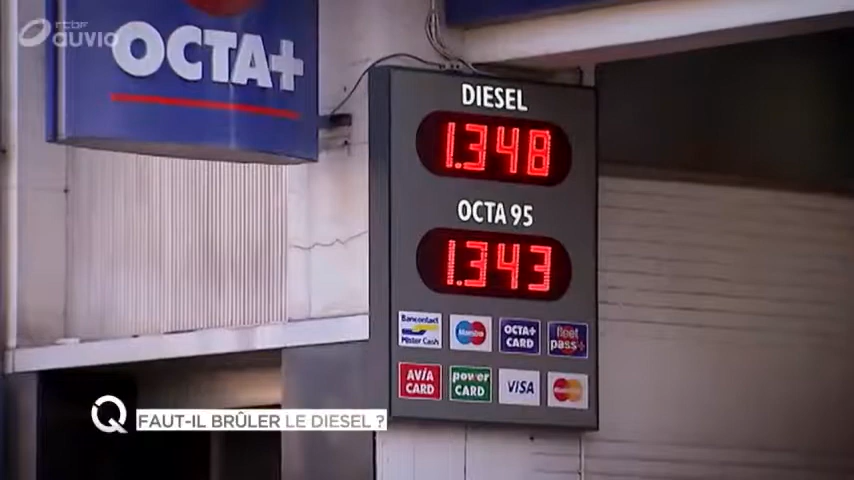 rtbf
auvio
OCTA+
DIESEL
1.348
OCTA 95
1.343
Bancontact
Mister Cash
Maestro
OCTA+
CARD
fleet
pass+
AVIA
CARD
power
CARD
VISA
MasterCard
Q
FAUT-IL BRÛLER LE DIESEL ?